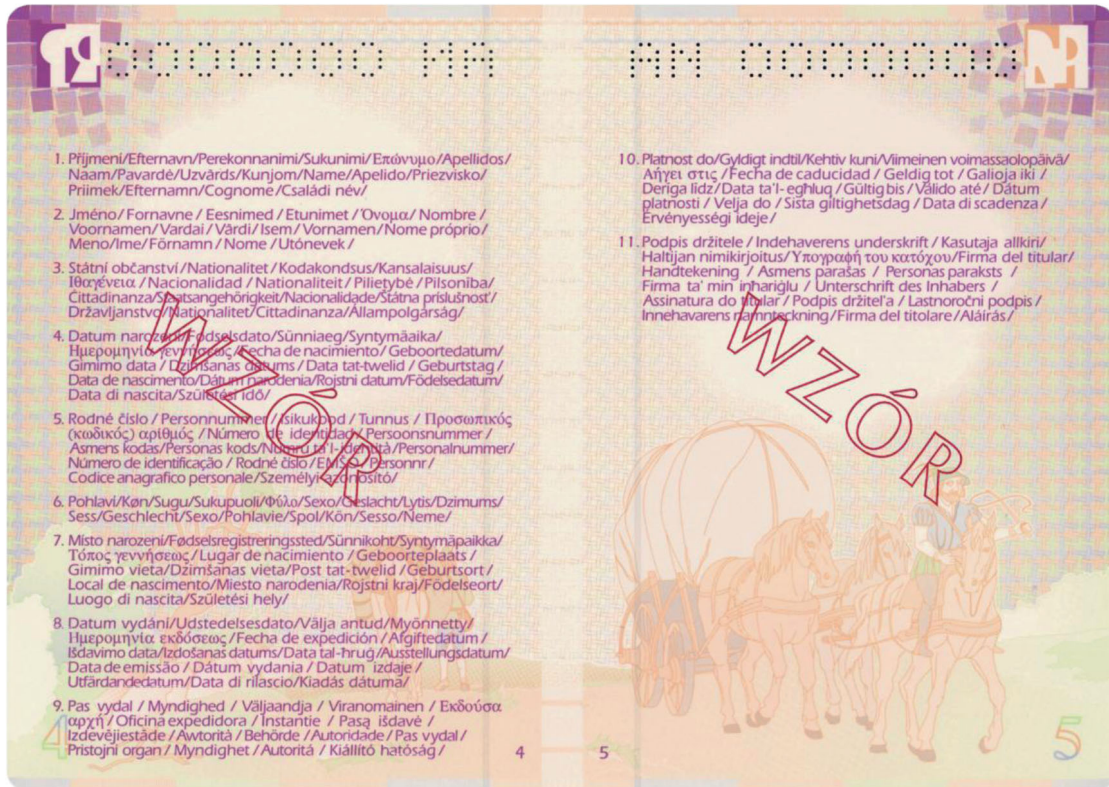 AN 0000000
AN 0000000
1. Příjmení/Efternavn/Perekonnanimi/Sukunimi/Επώνυμο/Apellidos/
Naam/Pavardė/Uzvārds/Kunjom/Name/Apelido/Priezvisko/
Priimek/Efternamn/Cognome/Családi név/
2. Jméno/Fornavne/Eesnimed/Etunimet/Όνομα/Nombre/
Voornamen/Vardai/Vārdi/Isem/Vornamen/Nome próprio/
Meno/Ime/Förnamn/Nome/Utónevek/
3. Státní občanství/Nationalitet/Kodakondsus/Kansalaisuus/
Ιθαγένεια/Nacionalidad/Nationaliteit/Pilietybė/Pilsonība/
Cittadinanza/Staatsangehörigkeit/Nacionalidade/Štátna príslušnosť/
Državljanstvo/Nationalitet/Cittadinanza/Állampolgárság/
4. Datum narození/Fødselsdato/Sünniaeg/Syntymäaika/
Ημερομηνία γεννήσεως/Fecha de nacimiento/Geboortedatum/
Gimimo data/Dzimšanas datums/Data tat-twelid/Geburtstag/
Data de nascimento/Dátum narodenia/Rojstni datum/Födelsedatum/
Data di nascita/Születési idő/
5. Rodné číslo/Personnummer/Isikukood/Tunnus/Προσωπικός
(κωδικός) αριθμός/Número de identidad/Persoonsnummer/
Asmens kodas/Personas kods/Numru ta'l-identità/Personalnummer/
Número de identificação/Rodné číslo/EMŠO/Personnr/
Codice anagrafico personale/Személyi azonosító/
6. Pohlaví/Køn/Sugu/Sukupuoli/Φύλο/Sexo/Geslacht/Lytis/Dzimums/
Sess/Geschlecht/Sexo/Pohlavie/Spol/Kön/Sesso/Neme/
7. Místo narození/Fødselsregistreringssted/Sünnikoht/Syntymäpaikka/
Τόπος γεννήσεως/Lugar de nacimiento/Geboorteplaats/
Gimimo vieta/Dzimšanas vieta/Post tat-twelid/Geburtsort/
Local de nascimento/Miesto narodenia/Rojstni kraj/Födelseort/
Luogo di nascita/Születési hely/
8. Datum vydání/Udstedelsesdato/Välja antud/Myönnetty/
Ημερομηνία εκδόσεως/Fecha de expedición/Afgiftedatum/
Išdavimo data/Izdošanas datums/Data tal-ħruġ/Ausstellungsdatum/
Data de emissão/Dátum vydania/Datum izdaje/
Utfärdandedatum/Data di rilascio/Kiadás dátuma/
9. Pas vydal/Myndighed/Väljaandja/Viranomainen/Εκδούσα
αρχή/Oficina expedidora/Instantie/Pasą išdavė/
Izdevējiestāde/Awtorità/Behörde/Autoridade/Pas vydal/
Pristojni organ/Myndighet/Autorità/Kiállító hatóság/
WZÓR
4
4
10. Platnost do/Gyldigt indtil/Kehtiv kuni/Viimeinen voimassaolopäivä/
Λήγει στις/Fecha de caducidad/Geldig tot/Galioja iki/
Derīga līdz/Data ta'l-egħluq/Gültig bis/Válido até/Dátum
platnosti/Velja do/Sista giltighetsdag/Data di scadenza/
Érvényességi ideje/
11. Podpis držitele/Indehaverens underskrift/Kasutaja allkiri/
Haltijan nimikirjoitus/Υπογραφή του κατόχου/Firma del titular/
Handtekening/Asmens parašas/Personas paraksts/
Firma ta' min inħariġlu/Unterschrift des Inhabers/
Assinatura do titular/Podpis držiteľa/Lastnoročni podpis/
Innehavarens namnteckning/Firma del titolare/Aláírás/
WZÓR
5
5